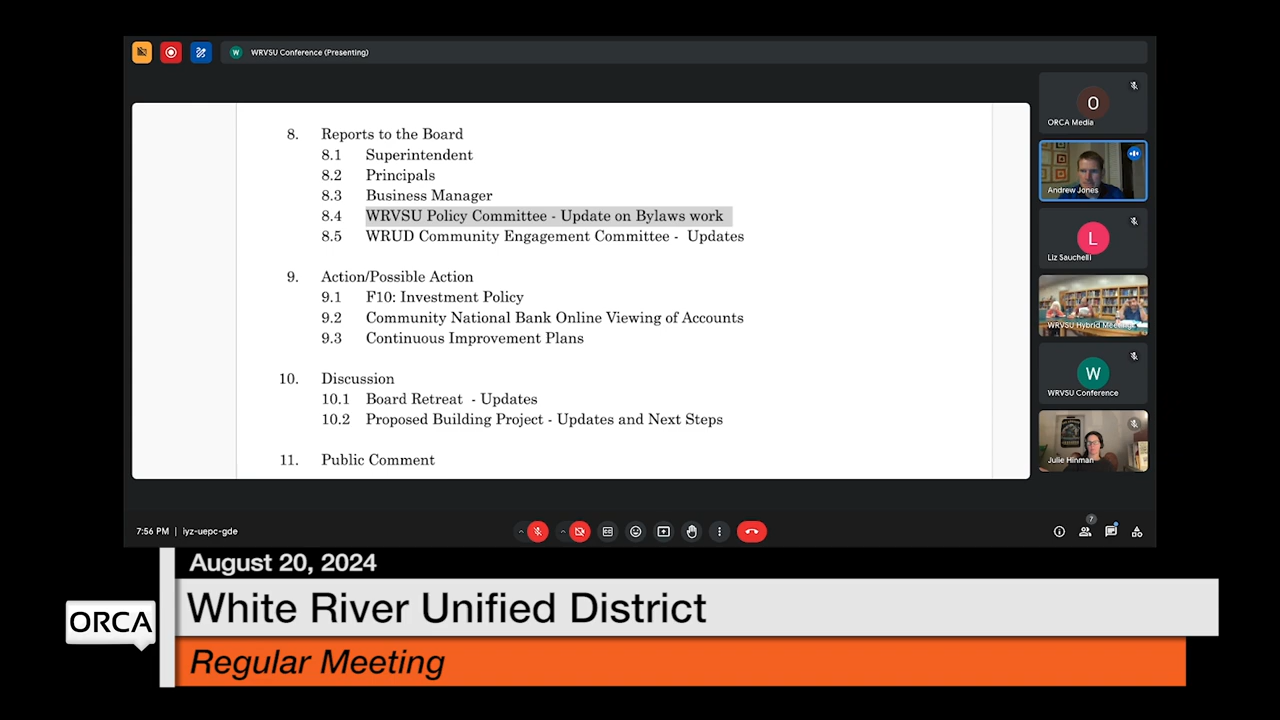 W WRVSU Conference (Presenting)
8. Reports to the Board
8.1 Superintendent
8.2 Principals
8.3 Business Manager
8.4 WRVSU Policy Committee - Update on Bylaws work
8.5 WRUD Community Engagement Committee - Updates
9. Action/Possible Action
9.1 F10: Investment Policy
9.2 Community National Bank Online Viewing of Accounts
9.3 Continuous Improvement Plans
10. Discussion
10.1 Board Retreat - Updates
10.2 Proposed Building Project - Updates and Next Steps
11. Public Comment
O
ORCA Media
Andrew Jones
L
Liz Sauchelli
WRVSU Hybrid Meetings
W
WRVSU Conference
Julie Hinman
7:56 PM | iyz-uepc-gde
7
August 20, 2024
White River Unified District
ORCA
Regular Meeting